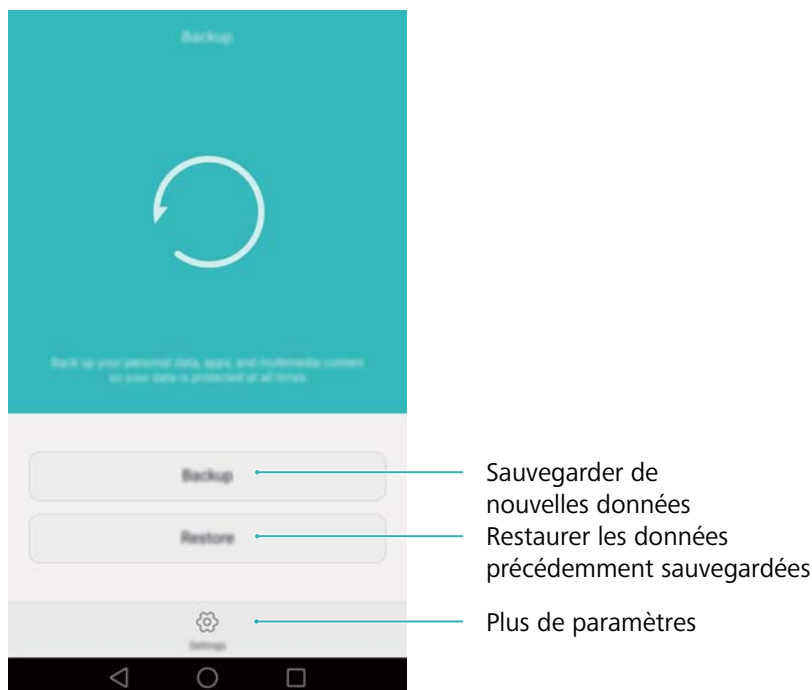 Backup
Back up your personal data, apps, and multimedia content
so your data is protected at all times
Backup
Sauvegarder de
nouvelles données
Restore
Restaurer les données
précédemment sauvegardées
Settings
Plus de paramètres